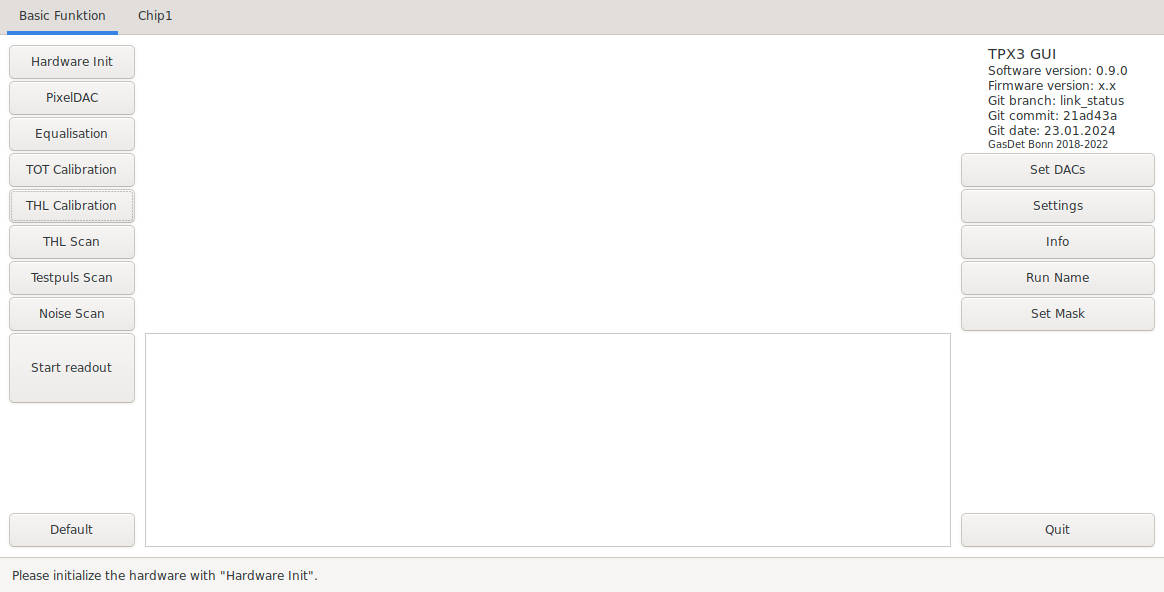 Basic Funktion
Chip1
Hardware Init
PixelDAC
Equalisation
TOT Calibration
THL Calibration
THL Scan
Testpuls Scan
Noise Scan
Start readout
Default
TPX3 GUI
Software version: 0.9.0
Firmware version: x.x
Git branch: link_status
Git commit: 21ad43a
Git date: 23.01.2024
GasDet Bonn 2018-2022
Set DACs
Settings
Info
Run Name
Set Mask
Quit
Please initialize the hardware with "Hardware Init".